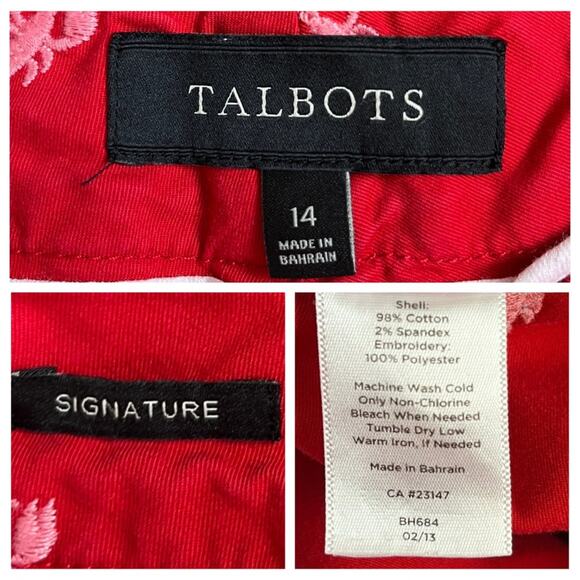 TALBOTS
14
MADE IN
BAHRAIN
SIGNATURE
Shell:
98% Cotton
2% Spandex
Embroidery:
100% Polyester
Machine Wash Cold
Only Non-Chlorine
Bleach When Needed
Tumble Dry Low
Warm Iron, If Needed
Made in Bahrain
CA #23147
BH684
02/13